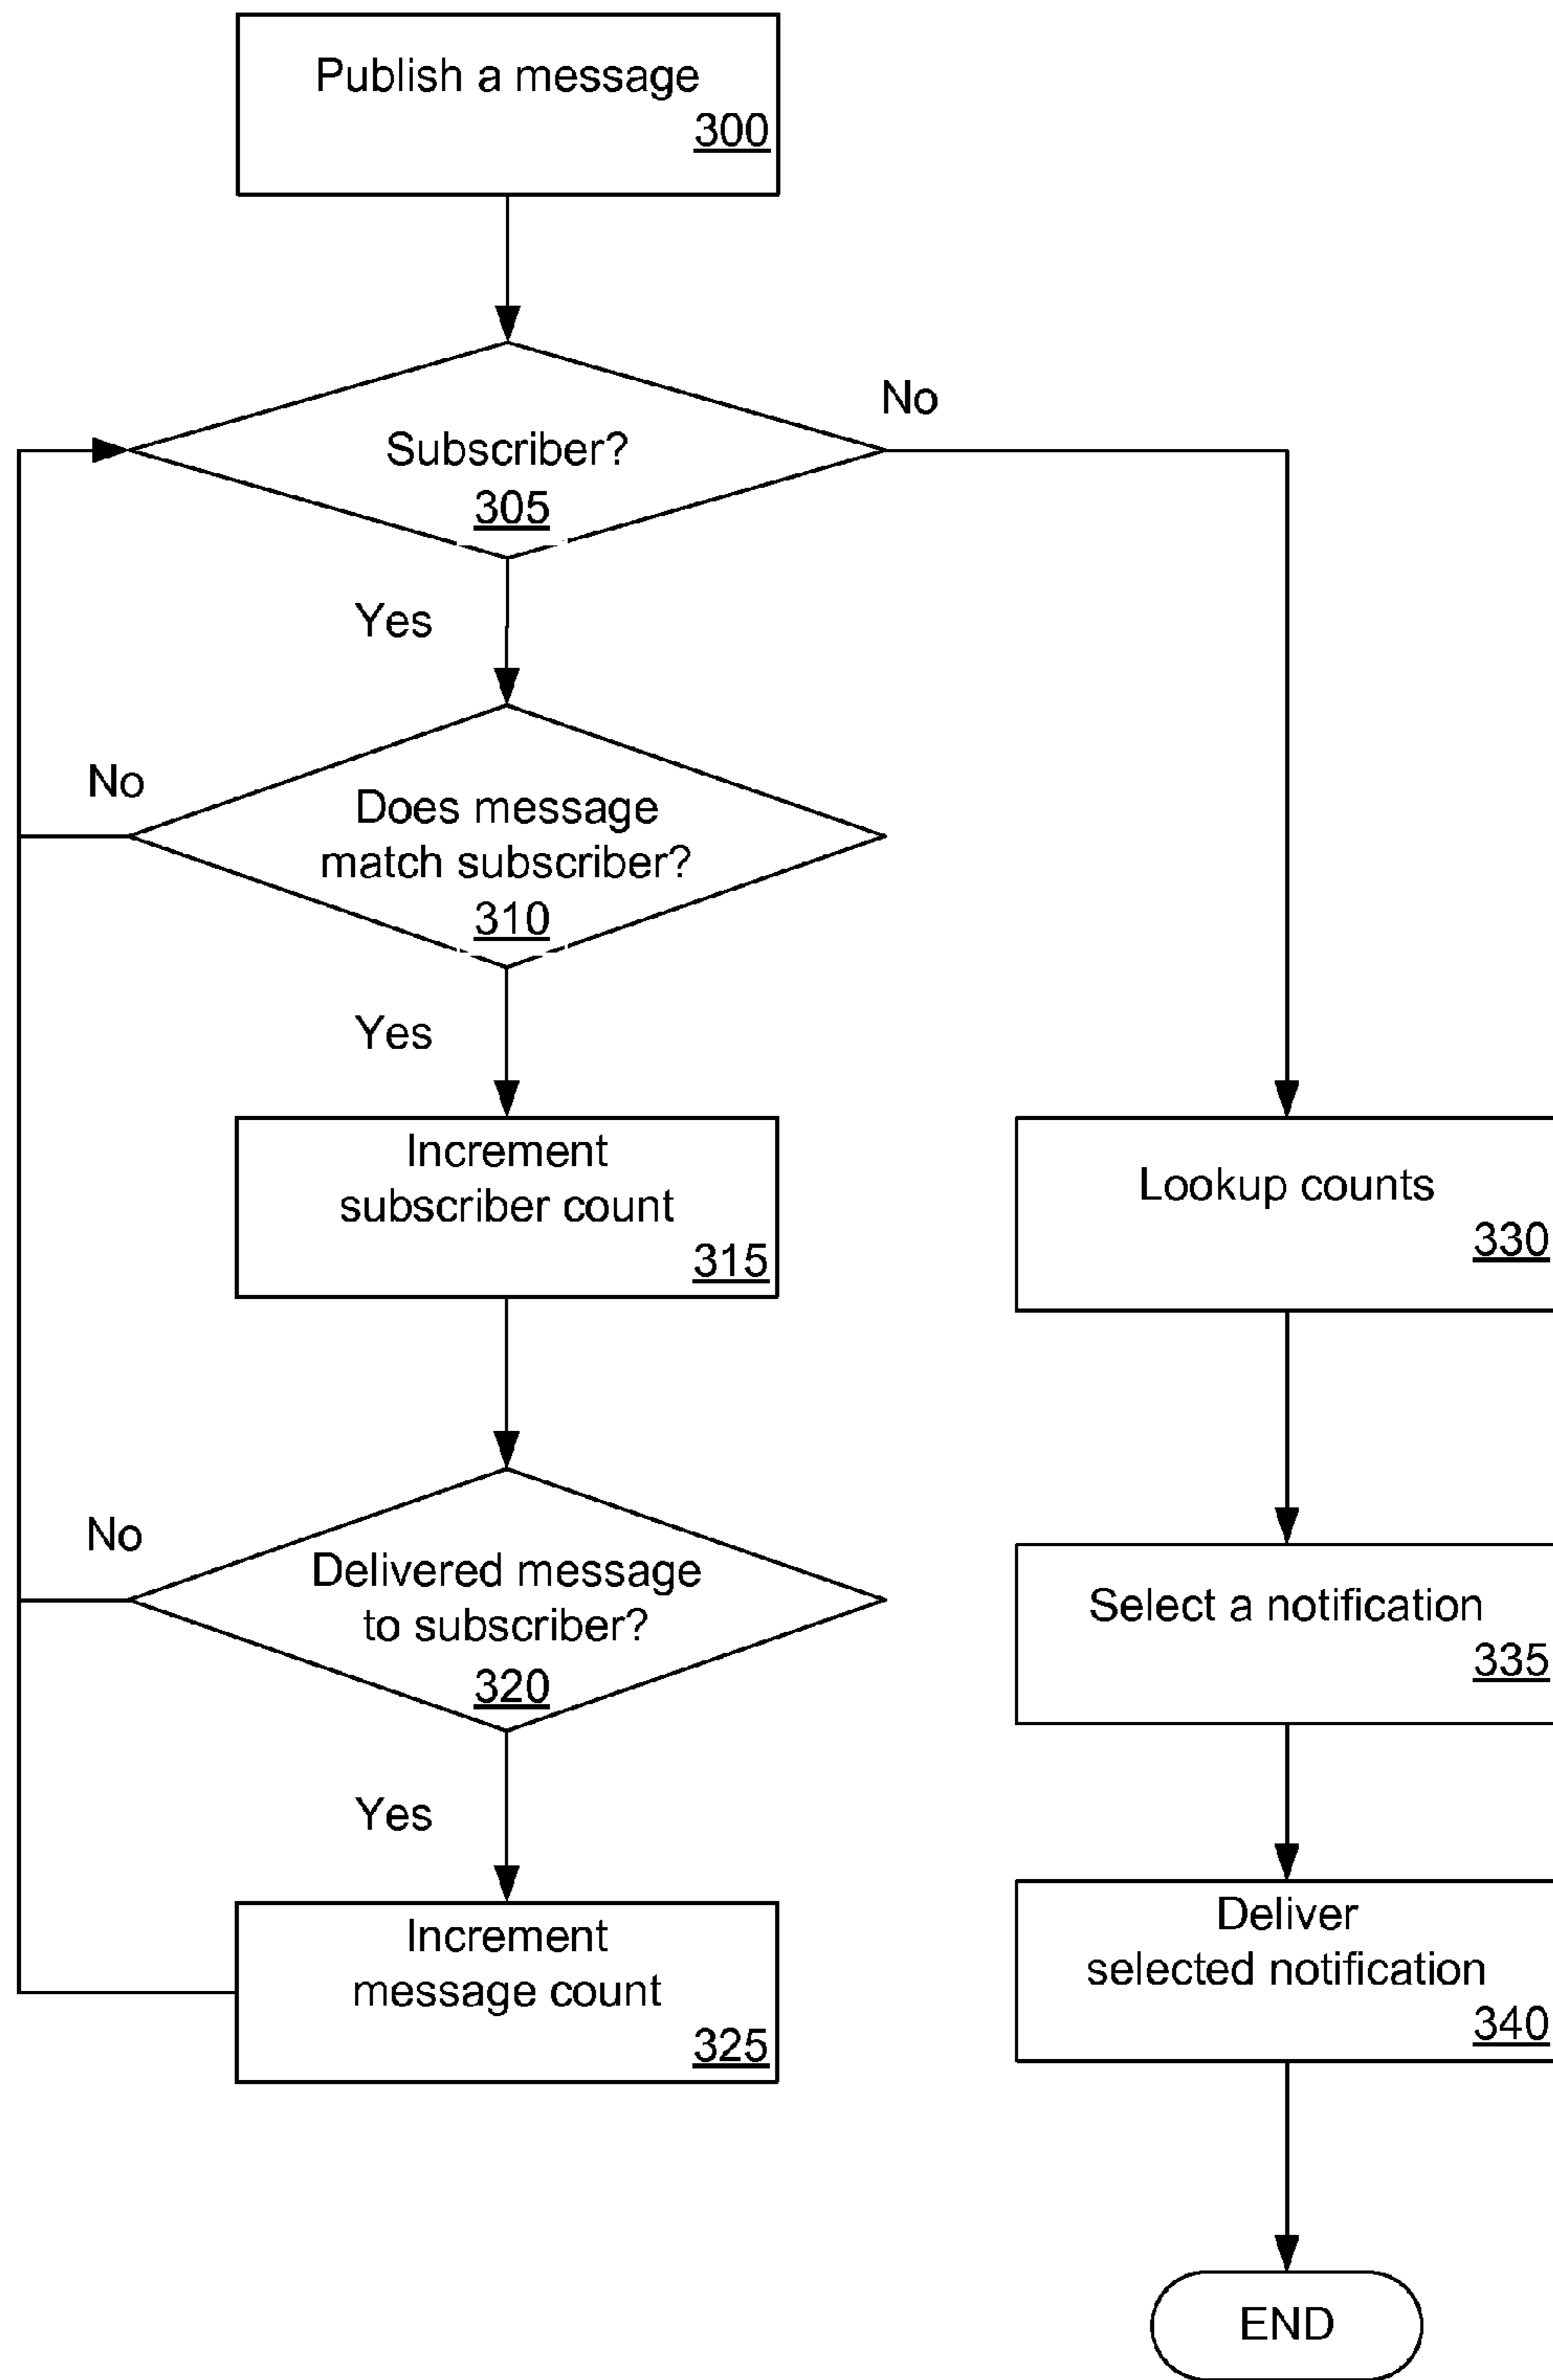 Publish a message
300
Subscriber?
305
No
Yes
Does message
match subscriber?
310
No
Yes
Increment
subscriber count
315
Delivered message
to subscriber?
320
No
Yes
Increment
message count
325
Lookup counts
330
Select a notification
335
Deliver
selected notification
340
END